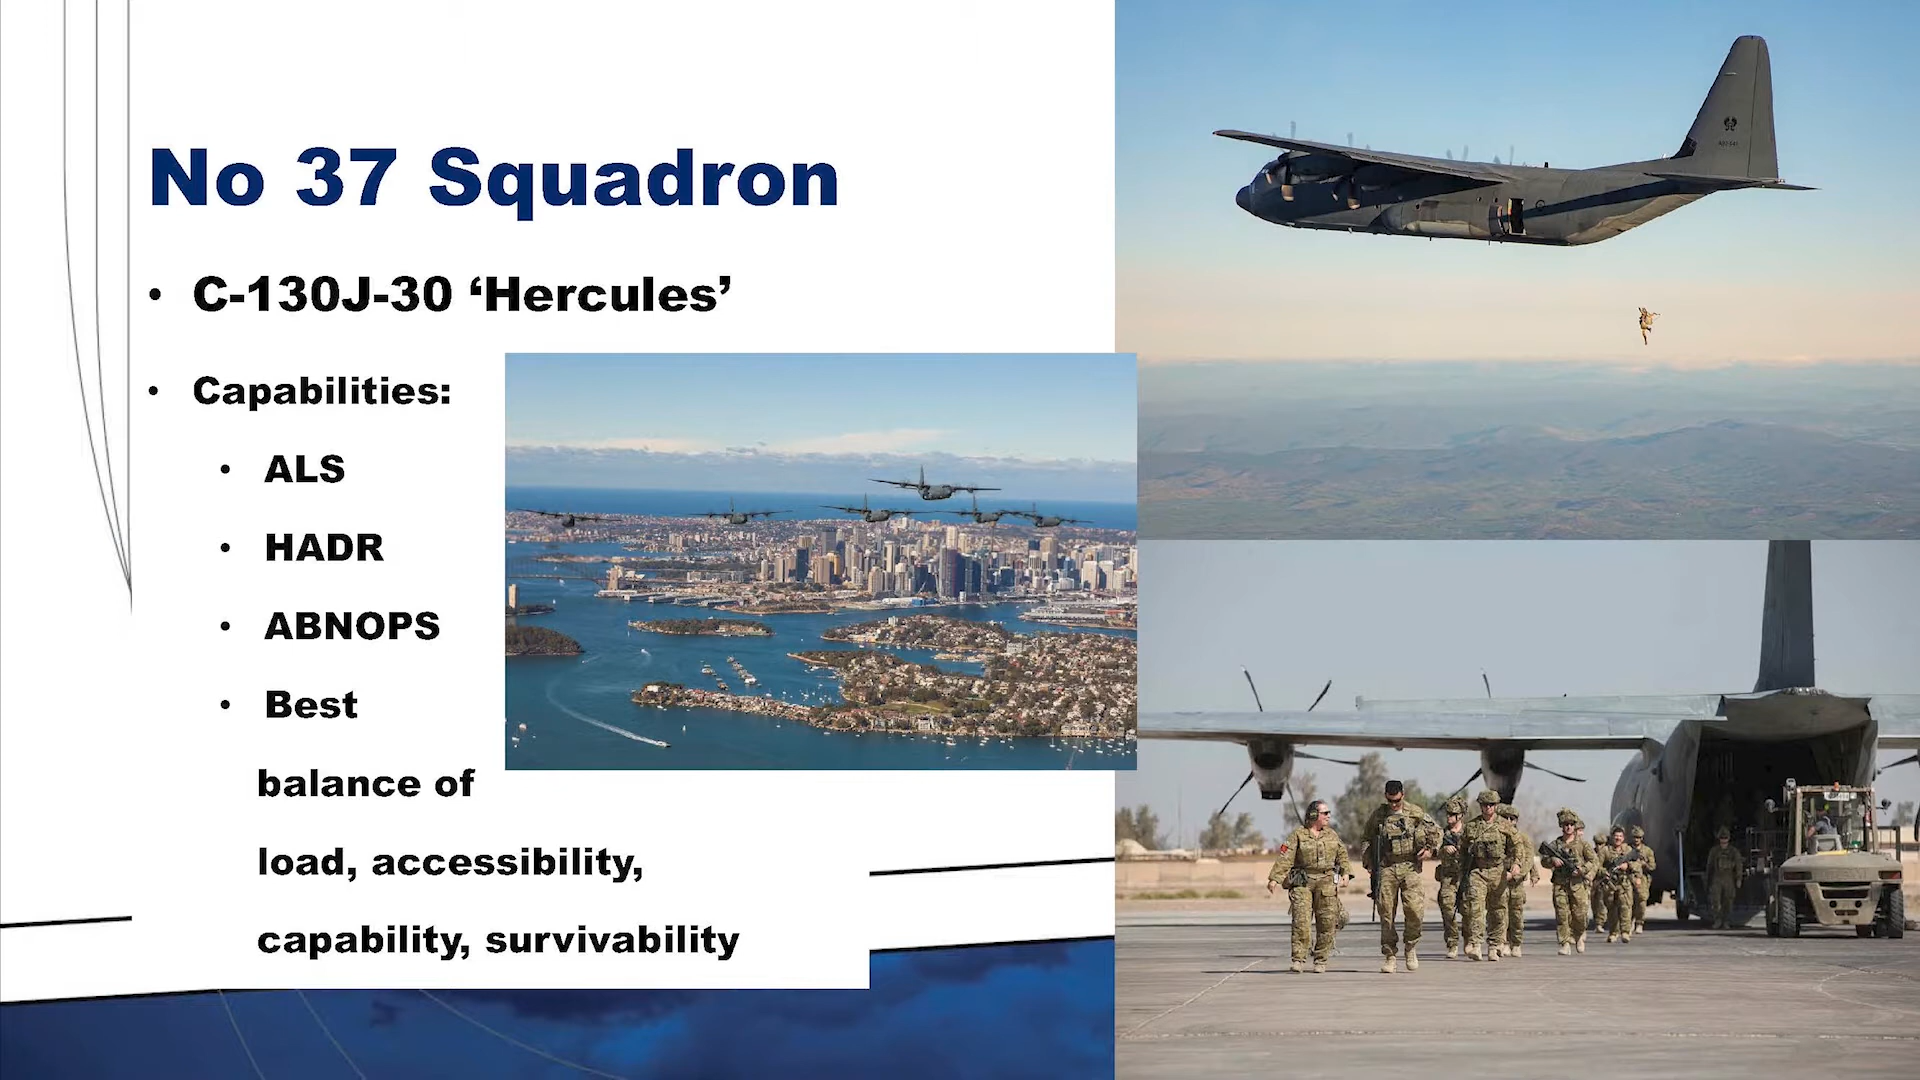 No 37 Squadron
• C-130J-30 ‘Hercules’
• Capabilities:
• ALS
• HADR
• ABNOPS
• Best
balance of
load, accessibility,
capability, survivability